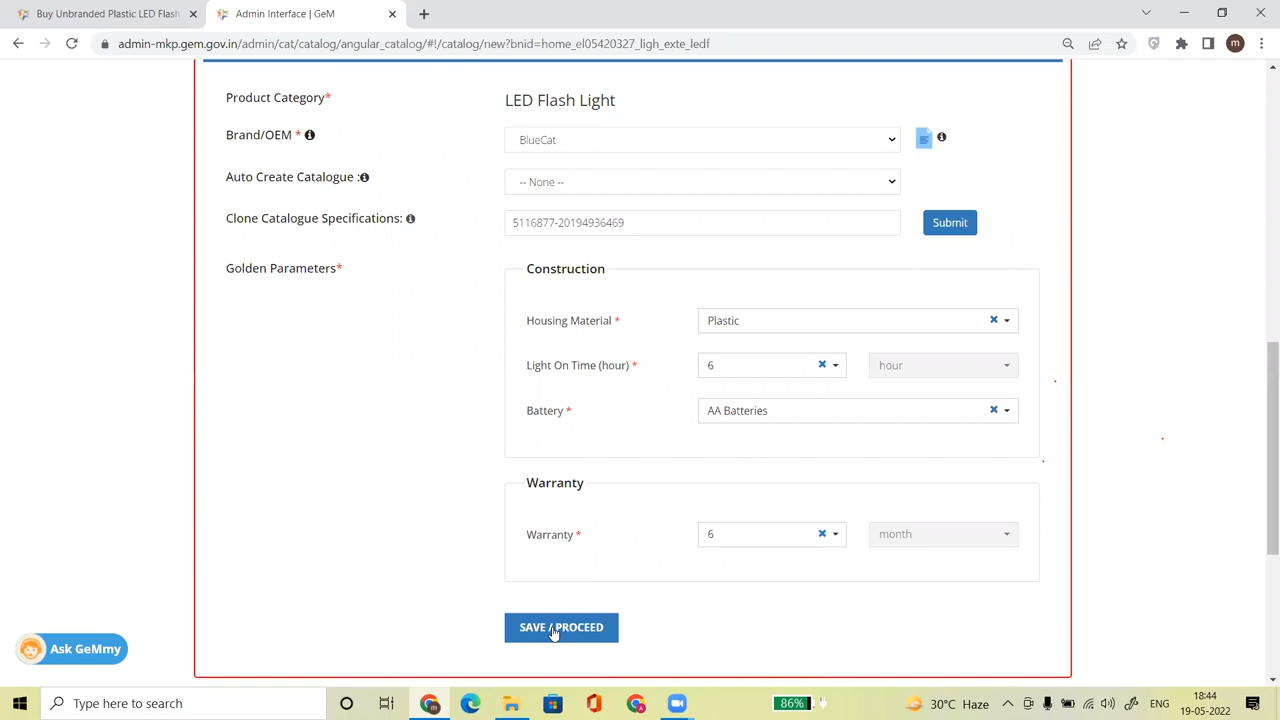 Buy Unbranded Plastic LED Flash
Admin Interface | GeM
admin-mkp.gem.gov.in/admin/cat/catalog/angular_catalog/#!/catalog/new?bnid=home_el05420327_ligh_exte_ledf
m
Product Category*
LED Flash Light
Brand/OEM *
BlueCat
Auto Create Catalogue :
-- None --
Clone Catalogue Specifications:
5116877-20194936469
Submit
Golden Parameters*
Construction
Housing Material *
Plastic
Light On Time (hour) *
6
hour
Battery *
AA Batteries
Warranty
Warranty *
6
month
SAVE / PROCEED
Ask GeMmy
Type here to search
86%
30°C Haze
ENG
18:44
19-05-2022